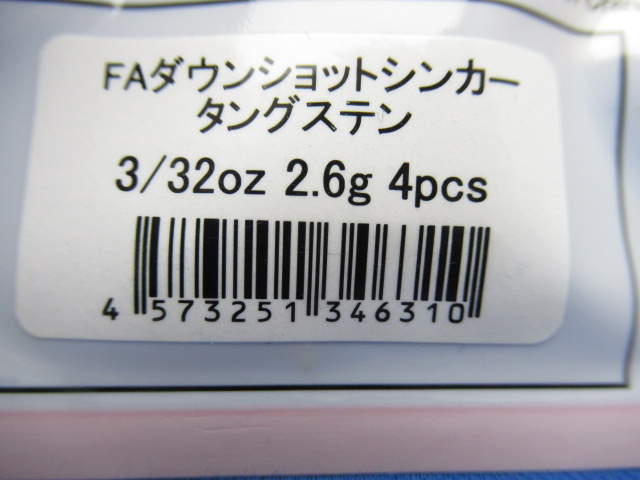 FAダウンショットシンカー
タングステン
3/32oz 2.6g 4pcs
4 573251 346310